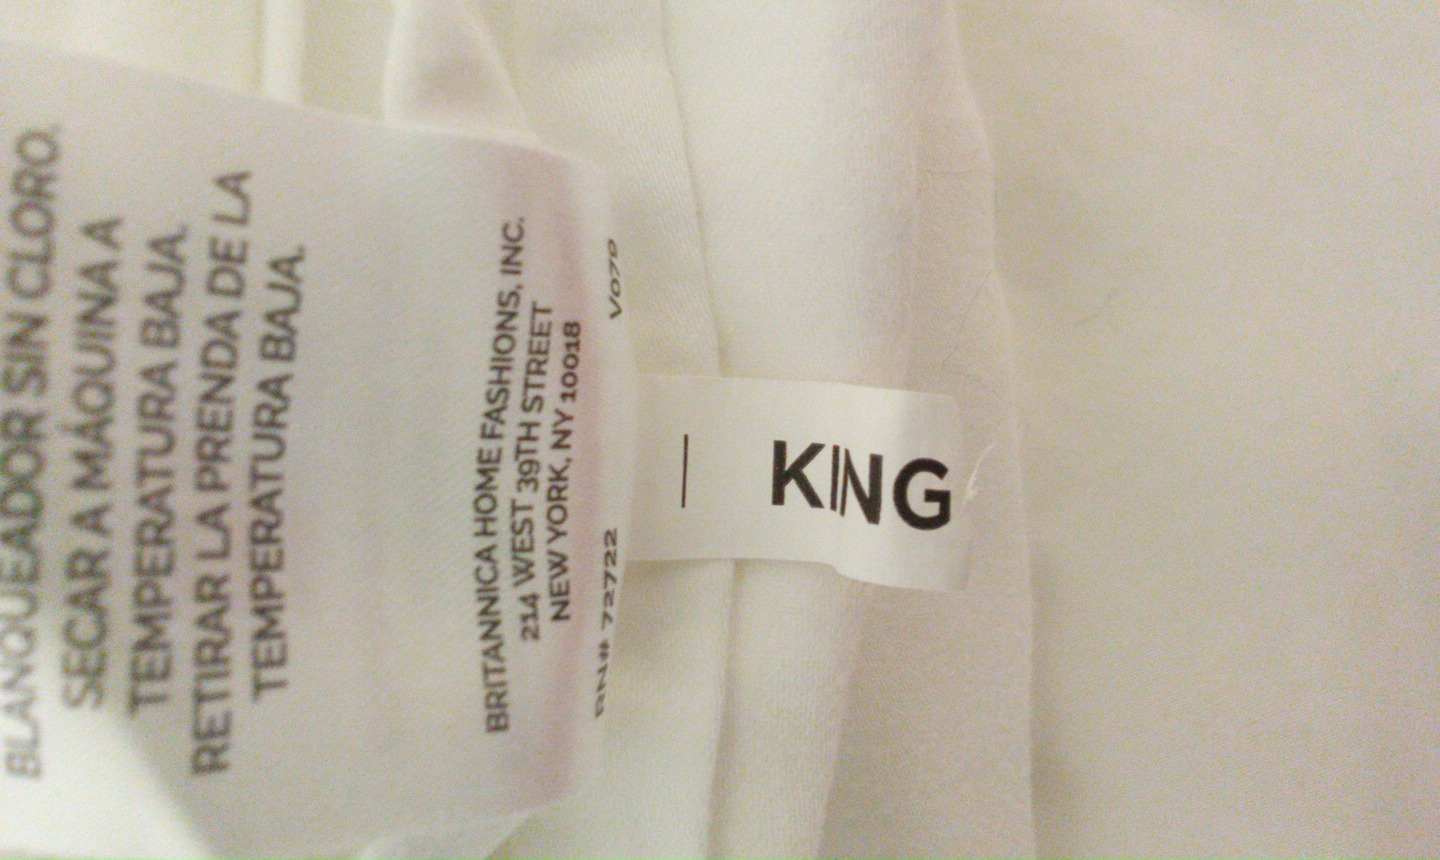 BLANQUEADOR SIN CLORO.
SECAR A MÁQUINA A
TEMPERATURA BAJA.
RETIRAR LA PRENDA DE LA
TEMPERATURA BAJA.
BRITANNICA HOME FASHIONS, INC.
214 WEST 39TH STREET
NEW YORK, NY 10018
RN# 72722 V079
KING